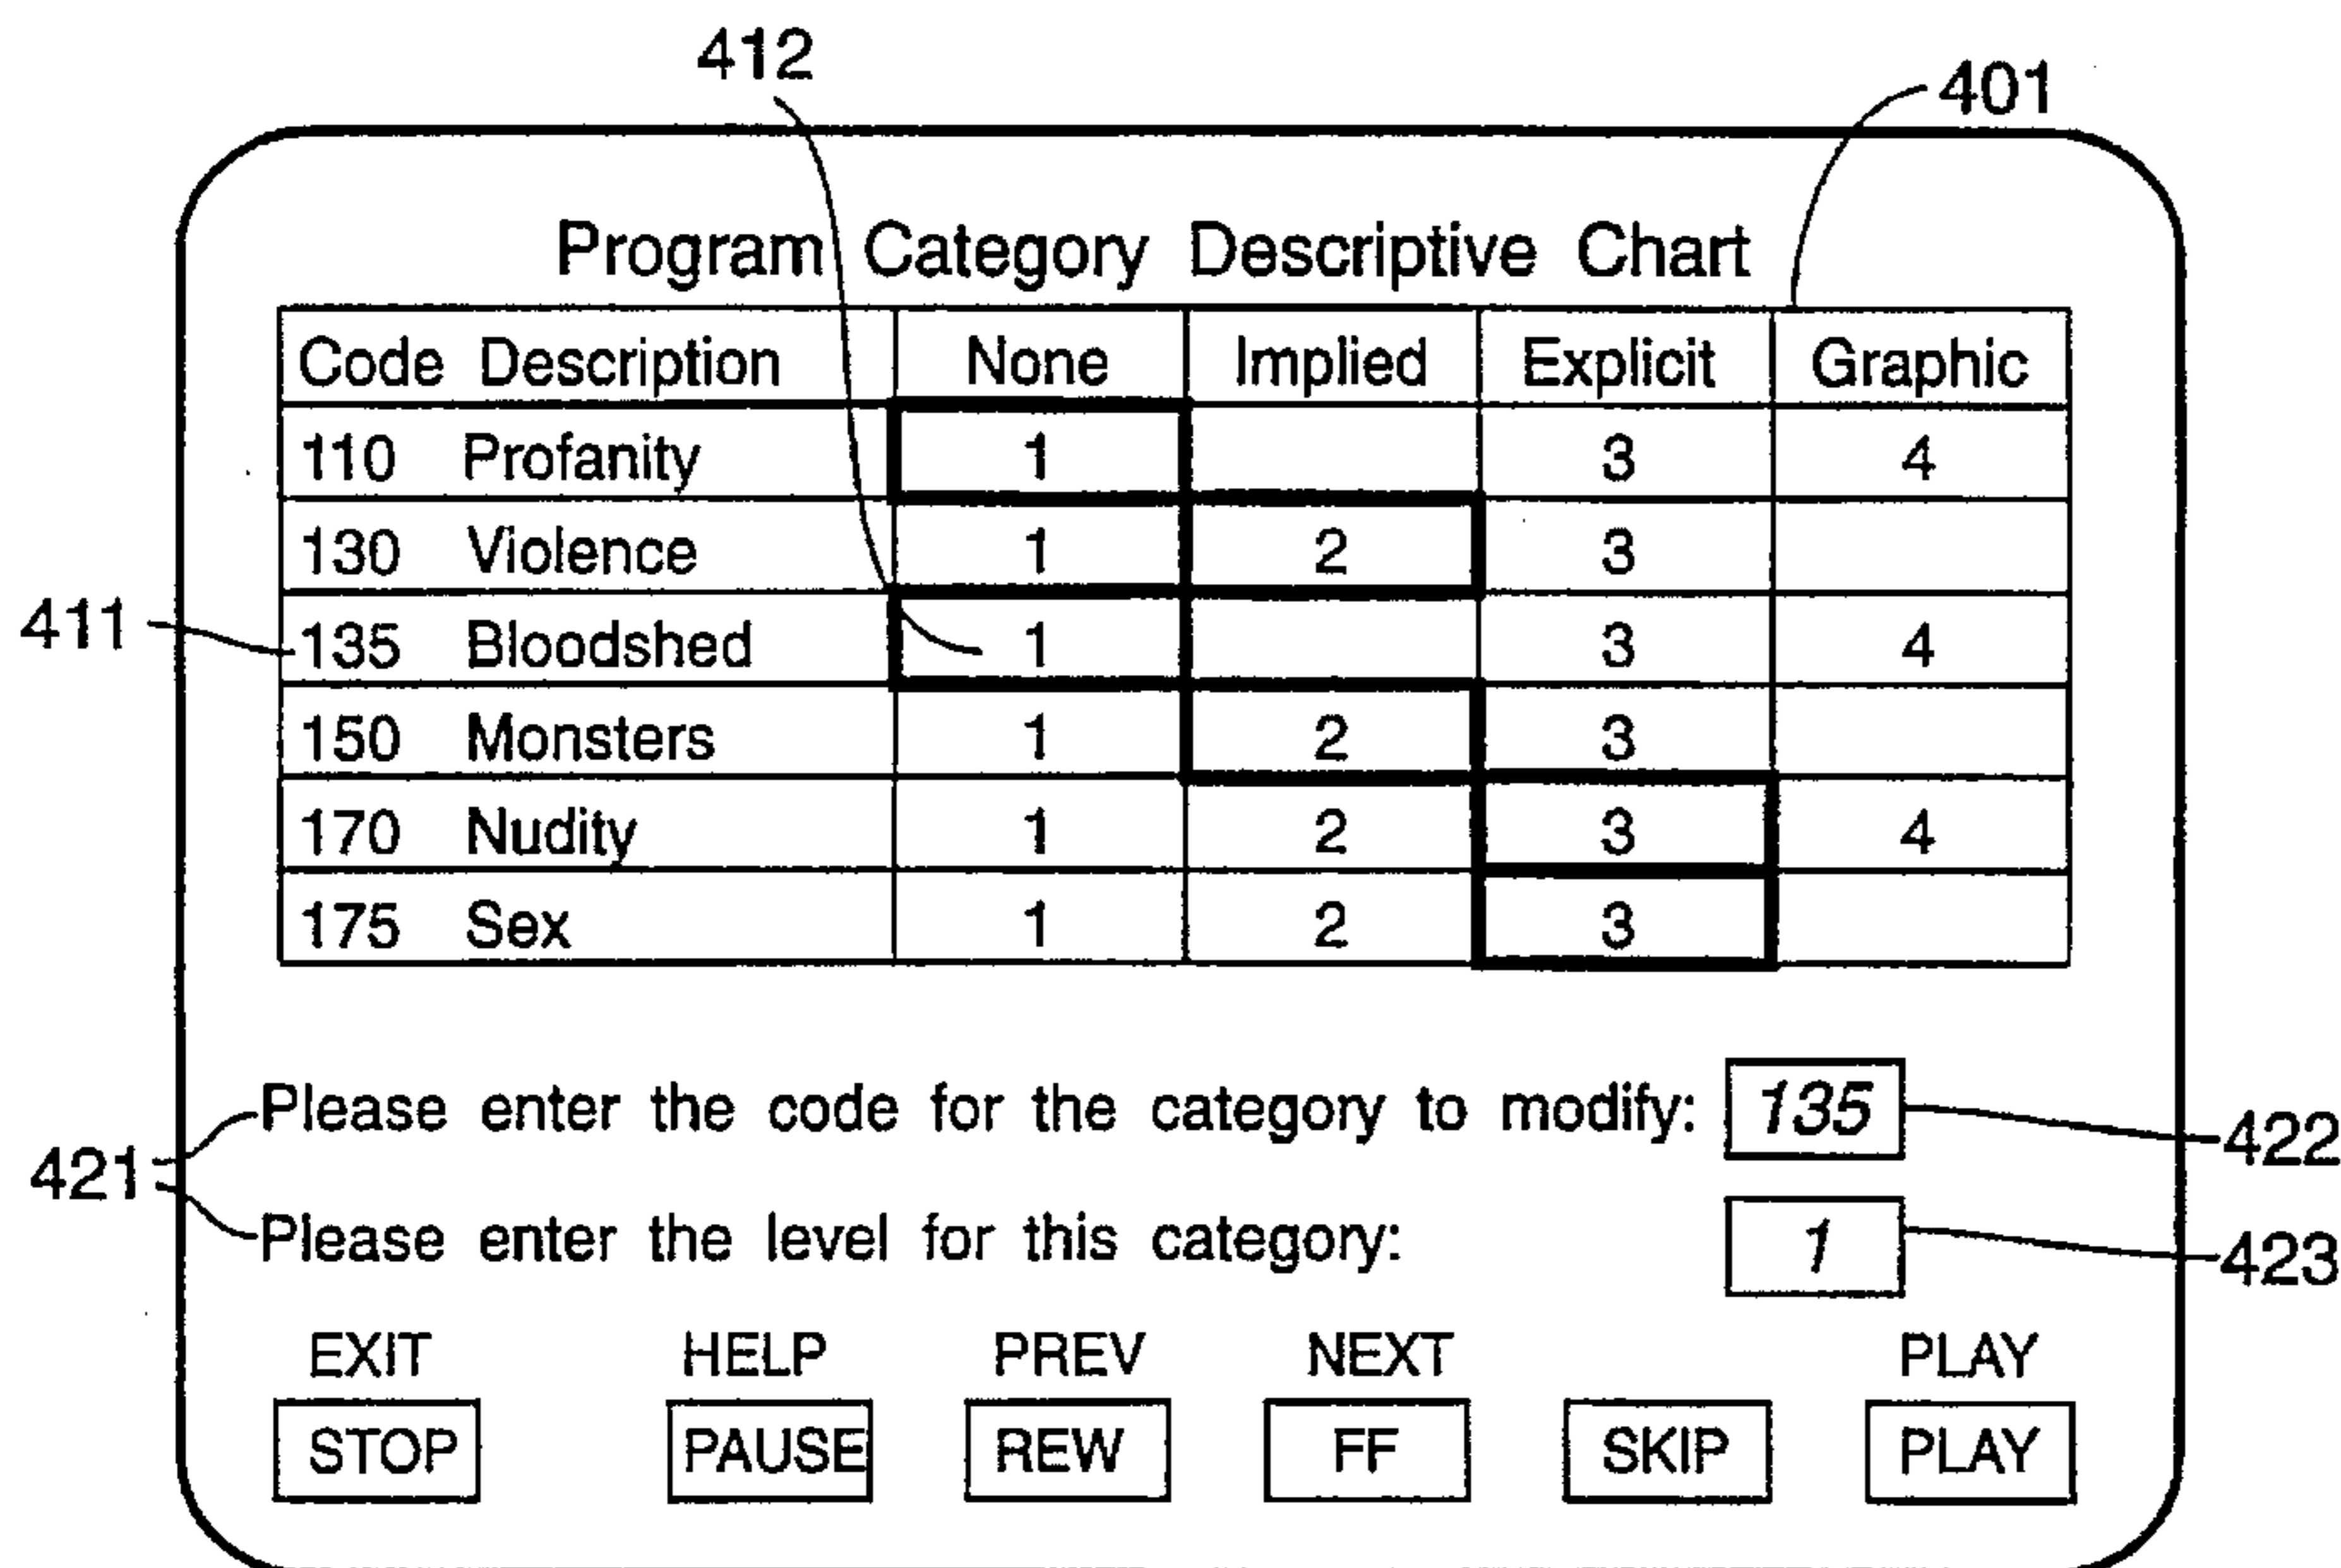 412
401
Program Category Descriptive Chart
Code Description None Implied Explicit Graphic
110 Profanity 1 3 4
130 Violence 1 2 3
411
135 Bloodshed 1 3 4
150 Monsters 1 2 3
170 Nudity 1 2 3 4
175 Sex 1 2 3
Please enter the code for the category to modify: 135
422
421
Please enter the level for this category: 1
423
EXIT HELP PREV NEXT PLAY
STOP PAUSE REW FF SKIP PLAY